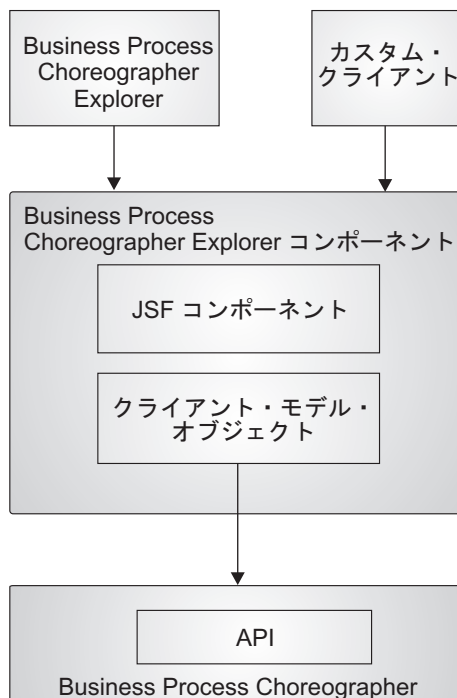 Business Process
Choreographer
Explorer
カスタム・
クライアント
Business Process
Choreographer Explorer コンポーネント
JSF コンポーネント
クライアント・モデル・
オブジェクト
API
Business Process Choreographer